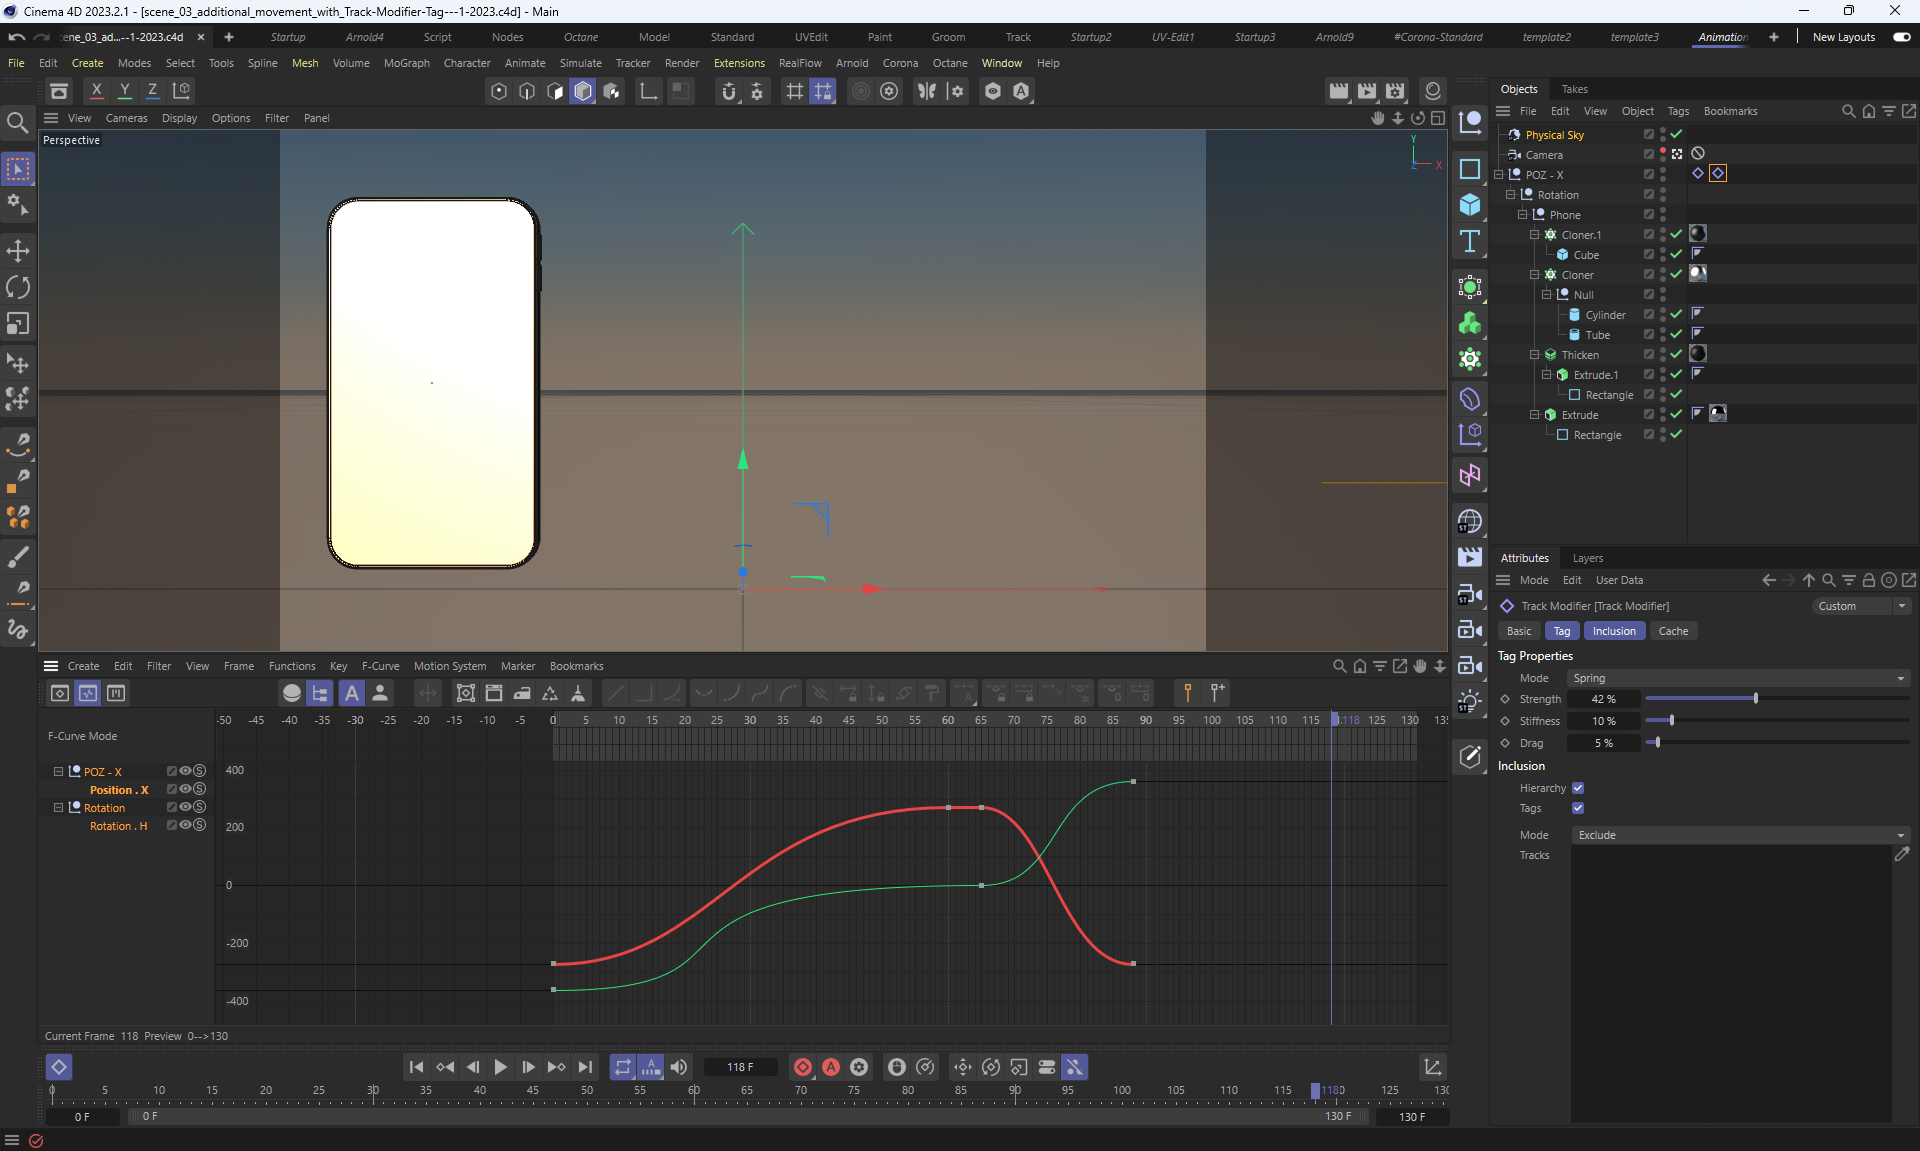 Cinema 4D 2023.2.1 - [scene_03_additional_movement_with_Track-Modifier-Tag---1-2023.c4d] - Main
ene_03_ad...--1-2023.c4d × + Startup Arnold4 Script Nodes Octane Model Standard UVEdit Paint Groom Track Startup2 UV-Edit1 Startup3 Arnold9 #Corona-Standard template2 template3 Animation + New Layouts
File Edit Create Modes Select Tools Spline Mesh Volume MoGraph Character Animate Simulate Tracker Render Extensions RealFlow Arnold Corona Octane Window Help
X Y Z
View Cameras Display Options Filter Panel
Perspective
Y
X
Z
Objects Takes
File Edit View Object Tags Bookmarks
Physical Sky
Camera
POZ - X
Rotation
Phone
Cloner.1
Cube
Cloner
Null
Cylinder
Tube
Thicken
Extrude.1
Rectangle
Extrude
Rectangle
ST
ST
ST
Attributes Layers
Mode Edit User Data
Track Modifier [Track Modifier] Custom
Basic Tag Inclusion Cache
Tag Properties
Mode Spring
Strength 42 %
Stiffness 10 %
Drag 5 %
Inclusion
Hierarchy
Tags
Mode Exclude
Tracks
Create Edit Filter View Frame Functions Key F-Curve Motion System Marker Bookmarks
A
-50 -45 -40 -35 -30 -25 -20 -15 -10 -5 0 5 10 15 20 25 30 35 40 45 50 55 60 65 70 75 80 85 90 95 100 105 110 115 118 125 130
F-Curve Mode
POZ - X
Position . X
Rotation
Rotation . H
400
200
0
-200
-400
Current Frame 118 Preview 0-->130
118 F
0 5 10 15 20 25 30 35 40 45 50 55 60 65 70 75 80 85 90 95 100 105 110 1180 125 130
0 F 0 F 130 F 130 F